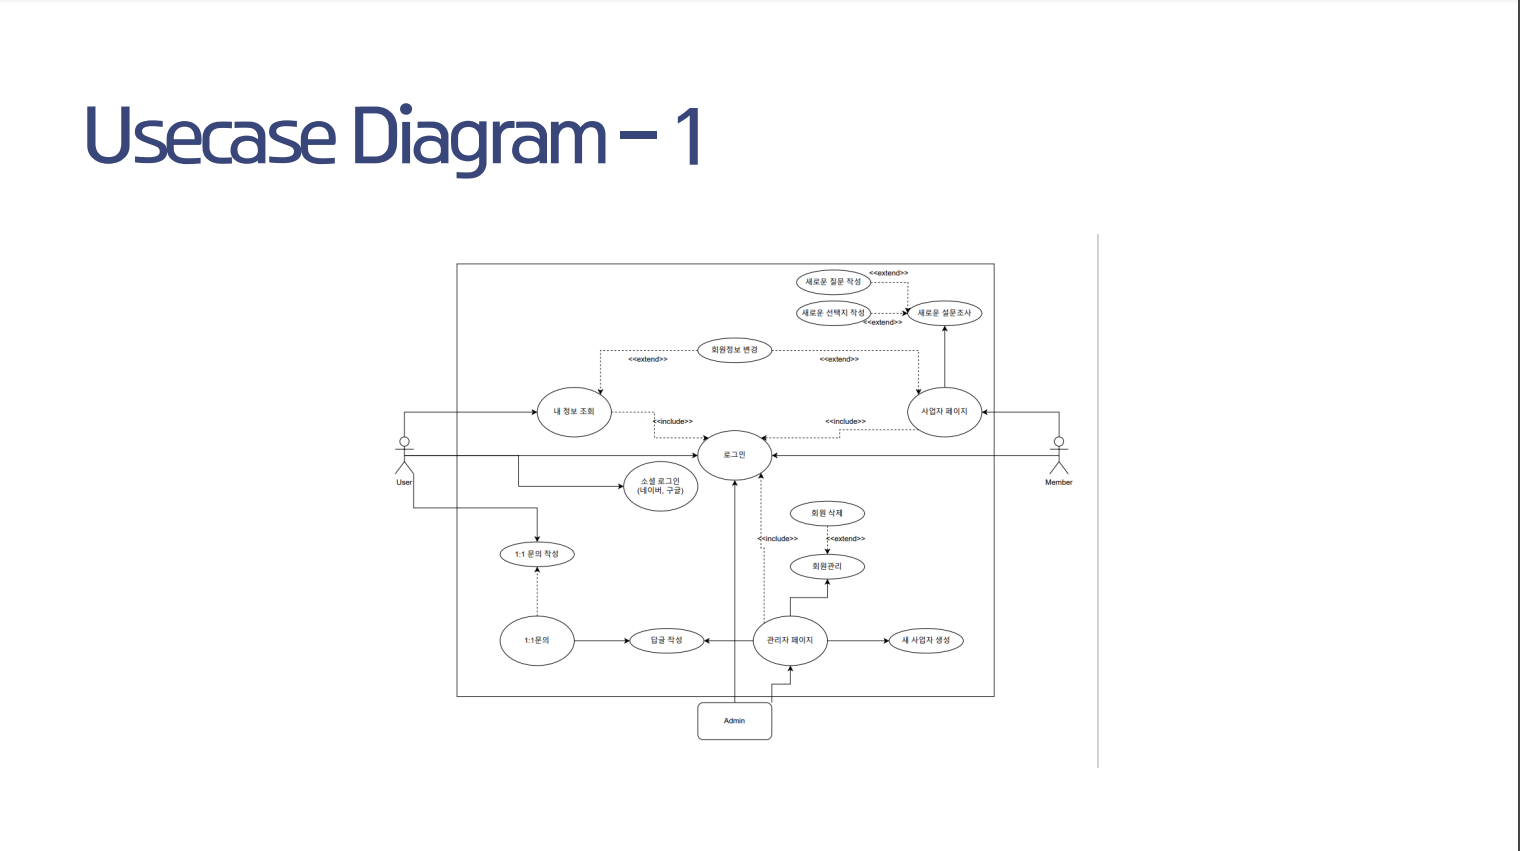 Usecase Diagram - 1
<<extend>>
새로운 질문 작성
새로운 선택지 작성
새로운 설문조사
<<extend>>
회원정보 변경
<<extend>>
<<extend>>
내 정보 조회
사업자 페이지
<<include>>
<<include>>
로그인
User
Member
소셜 로그인
(네이버, 구글)
회원 삭제
<<include>>
<<extend>>
1:1 문의 작성
회원관리
1:1문의
답글 작성
관리자 페이지
새 사업자 생성
Admin